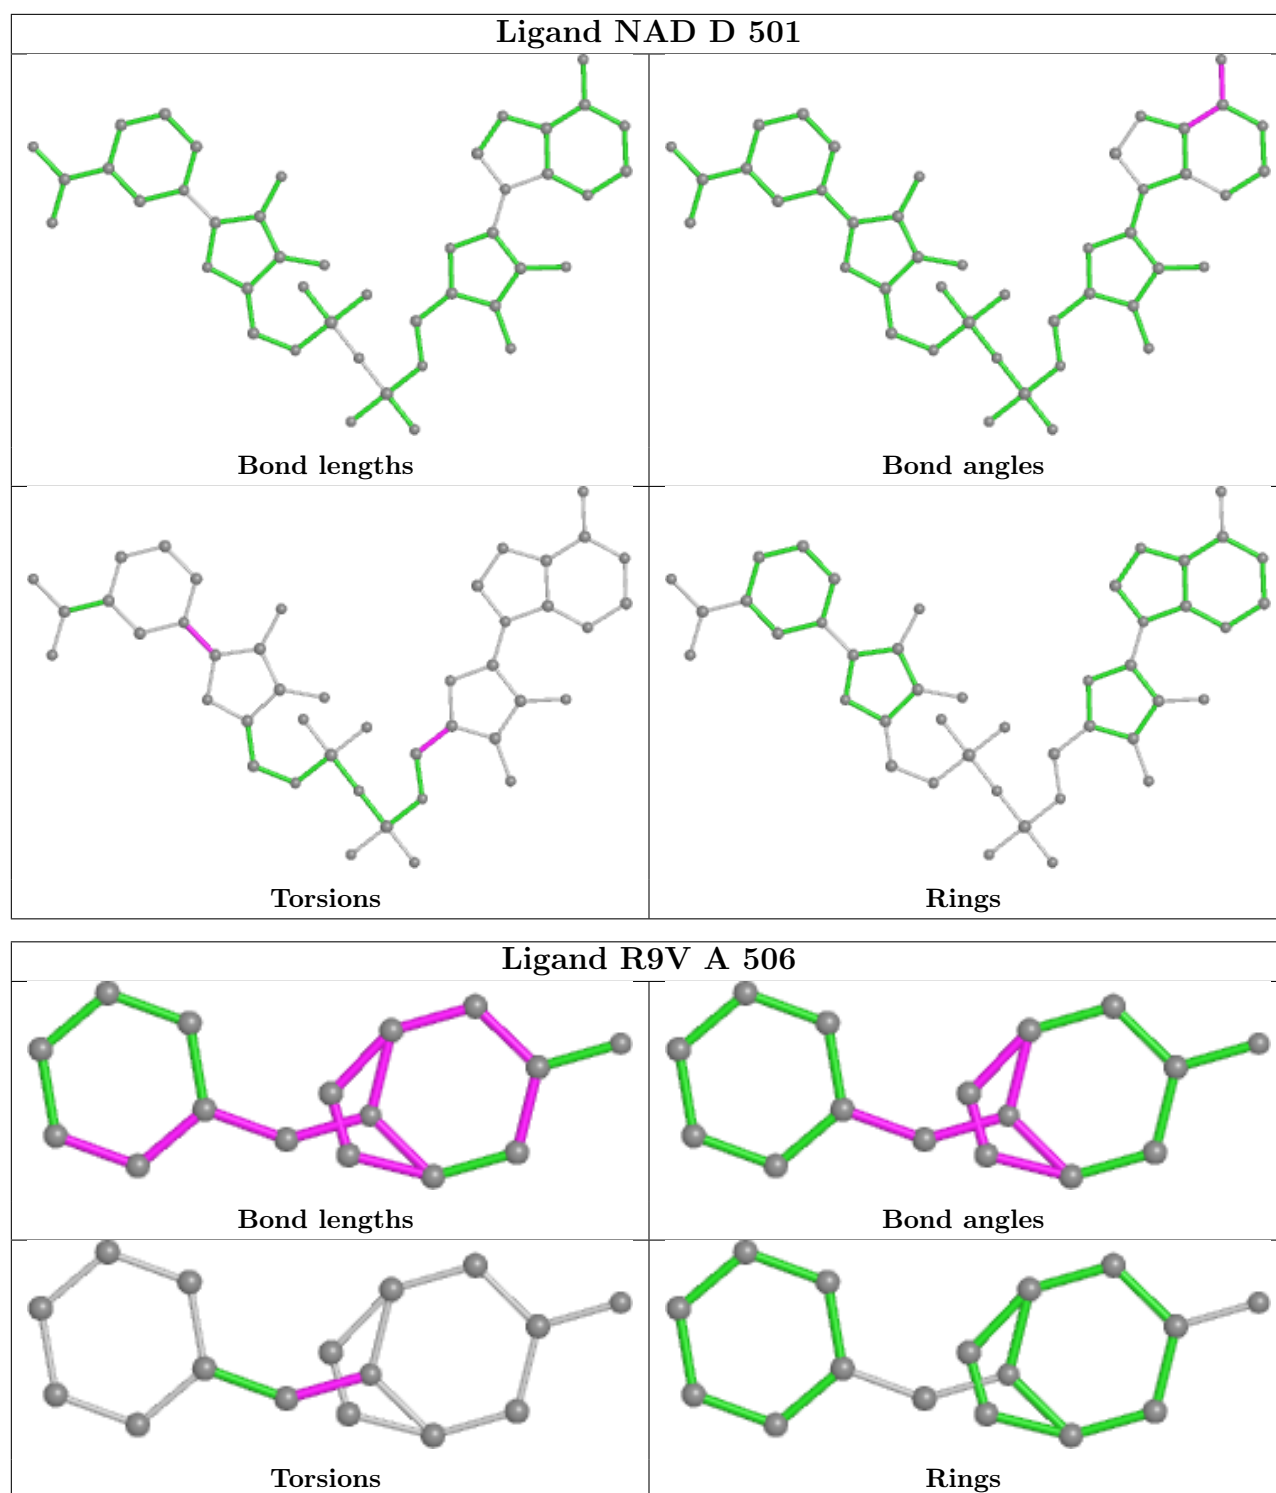 Ligand NAD D 501
Bond lengths
Bond angles
Torsions
Rings
Ligand R9V A 506
Bond lengths
Bond angles
Torsions
Rings